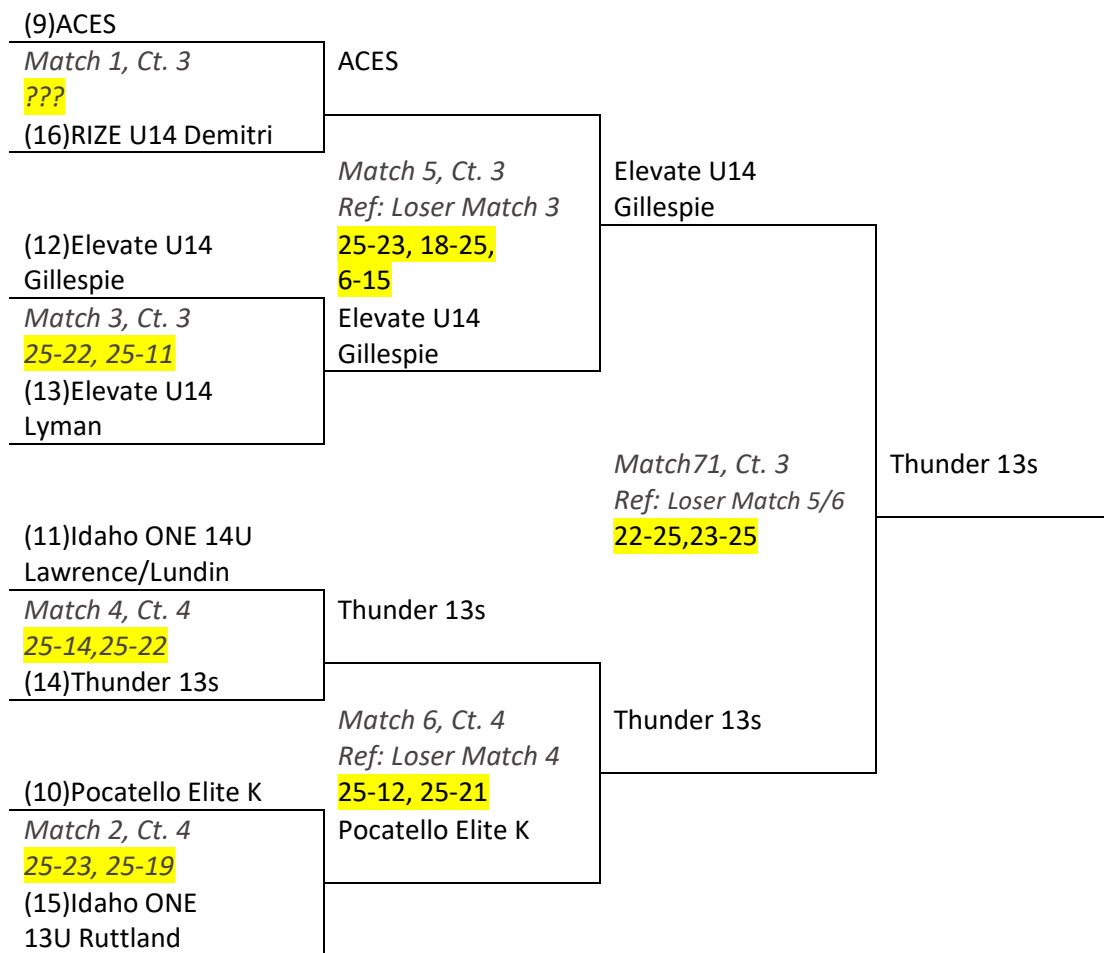 (9)ACES
Match 1, Ct. 3
???
(16)RIZE U14 Demitri
(12)Elevate U14
Gillespie
Match 3, Ct. 3
25-22, 25-11
(13)Elevate U14
Lyman
(11)Idaho ONE 14U
Lawrence/Lundin
Match 4, Ct. 4
25-14,25-22
(14)Thunder 13s
(10)Pocatello Elite K
Match 2, Ct. 4
25-23, 25-19
(15)Idaho ONE
13U Ruttland
ACES
Match 5, Ct. 3
Ref: Loser Match 3
25-23, 18-25,
6-15
Elevate U14
Gillespie
Thunder 13s
Match 6, Ct. 4
Ref: Loser Match 4
25-12, 25-21
Pocatello Elite K
Elevate U14
Gillespie
Match71, Ct. 3
Ref: Loser Match 5/6
22-25,23-25
Thunder 13s
Thunder 13s